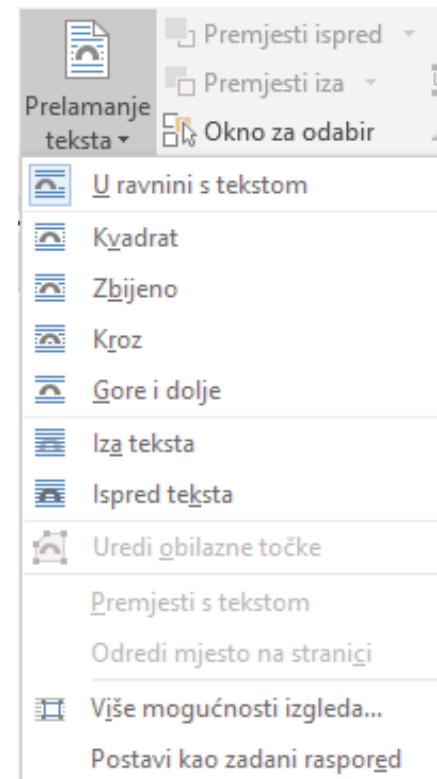 Premjesti ispred
Premjesti iza
Prelamanje
teksta
Okno za odabir
U ravnini s tekstom
Kvadrat
Zbijeno
Kroz
Gore i dolje
Iza teksta
Ispred teksta
Uredi obilazne točke
Premjesti s tekstom
Odredi mjesto na stranici
Više mogućnosti izgleda...
Postavi kao zadani raspored